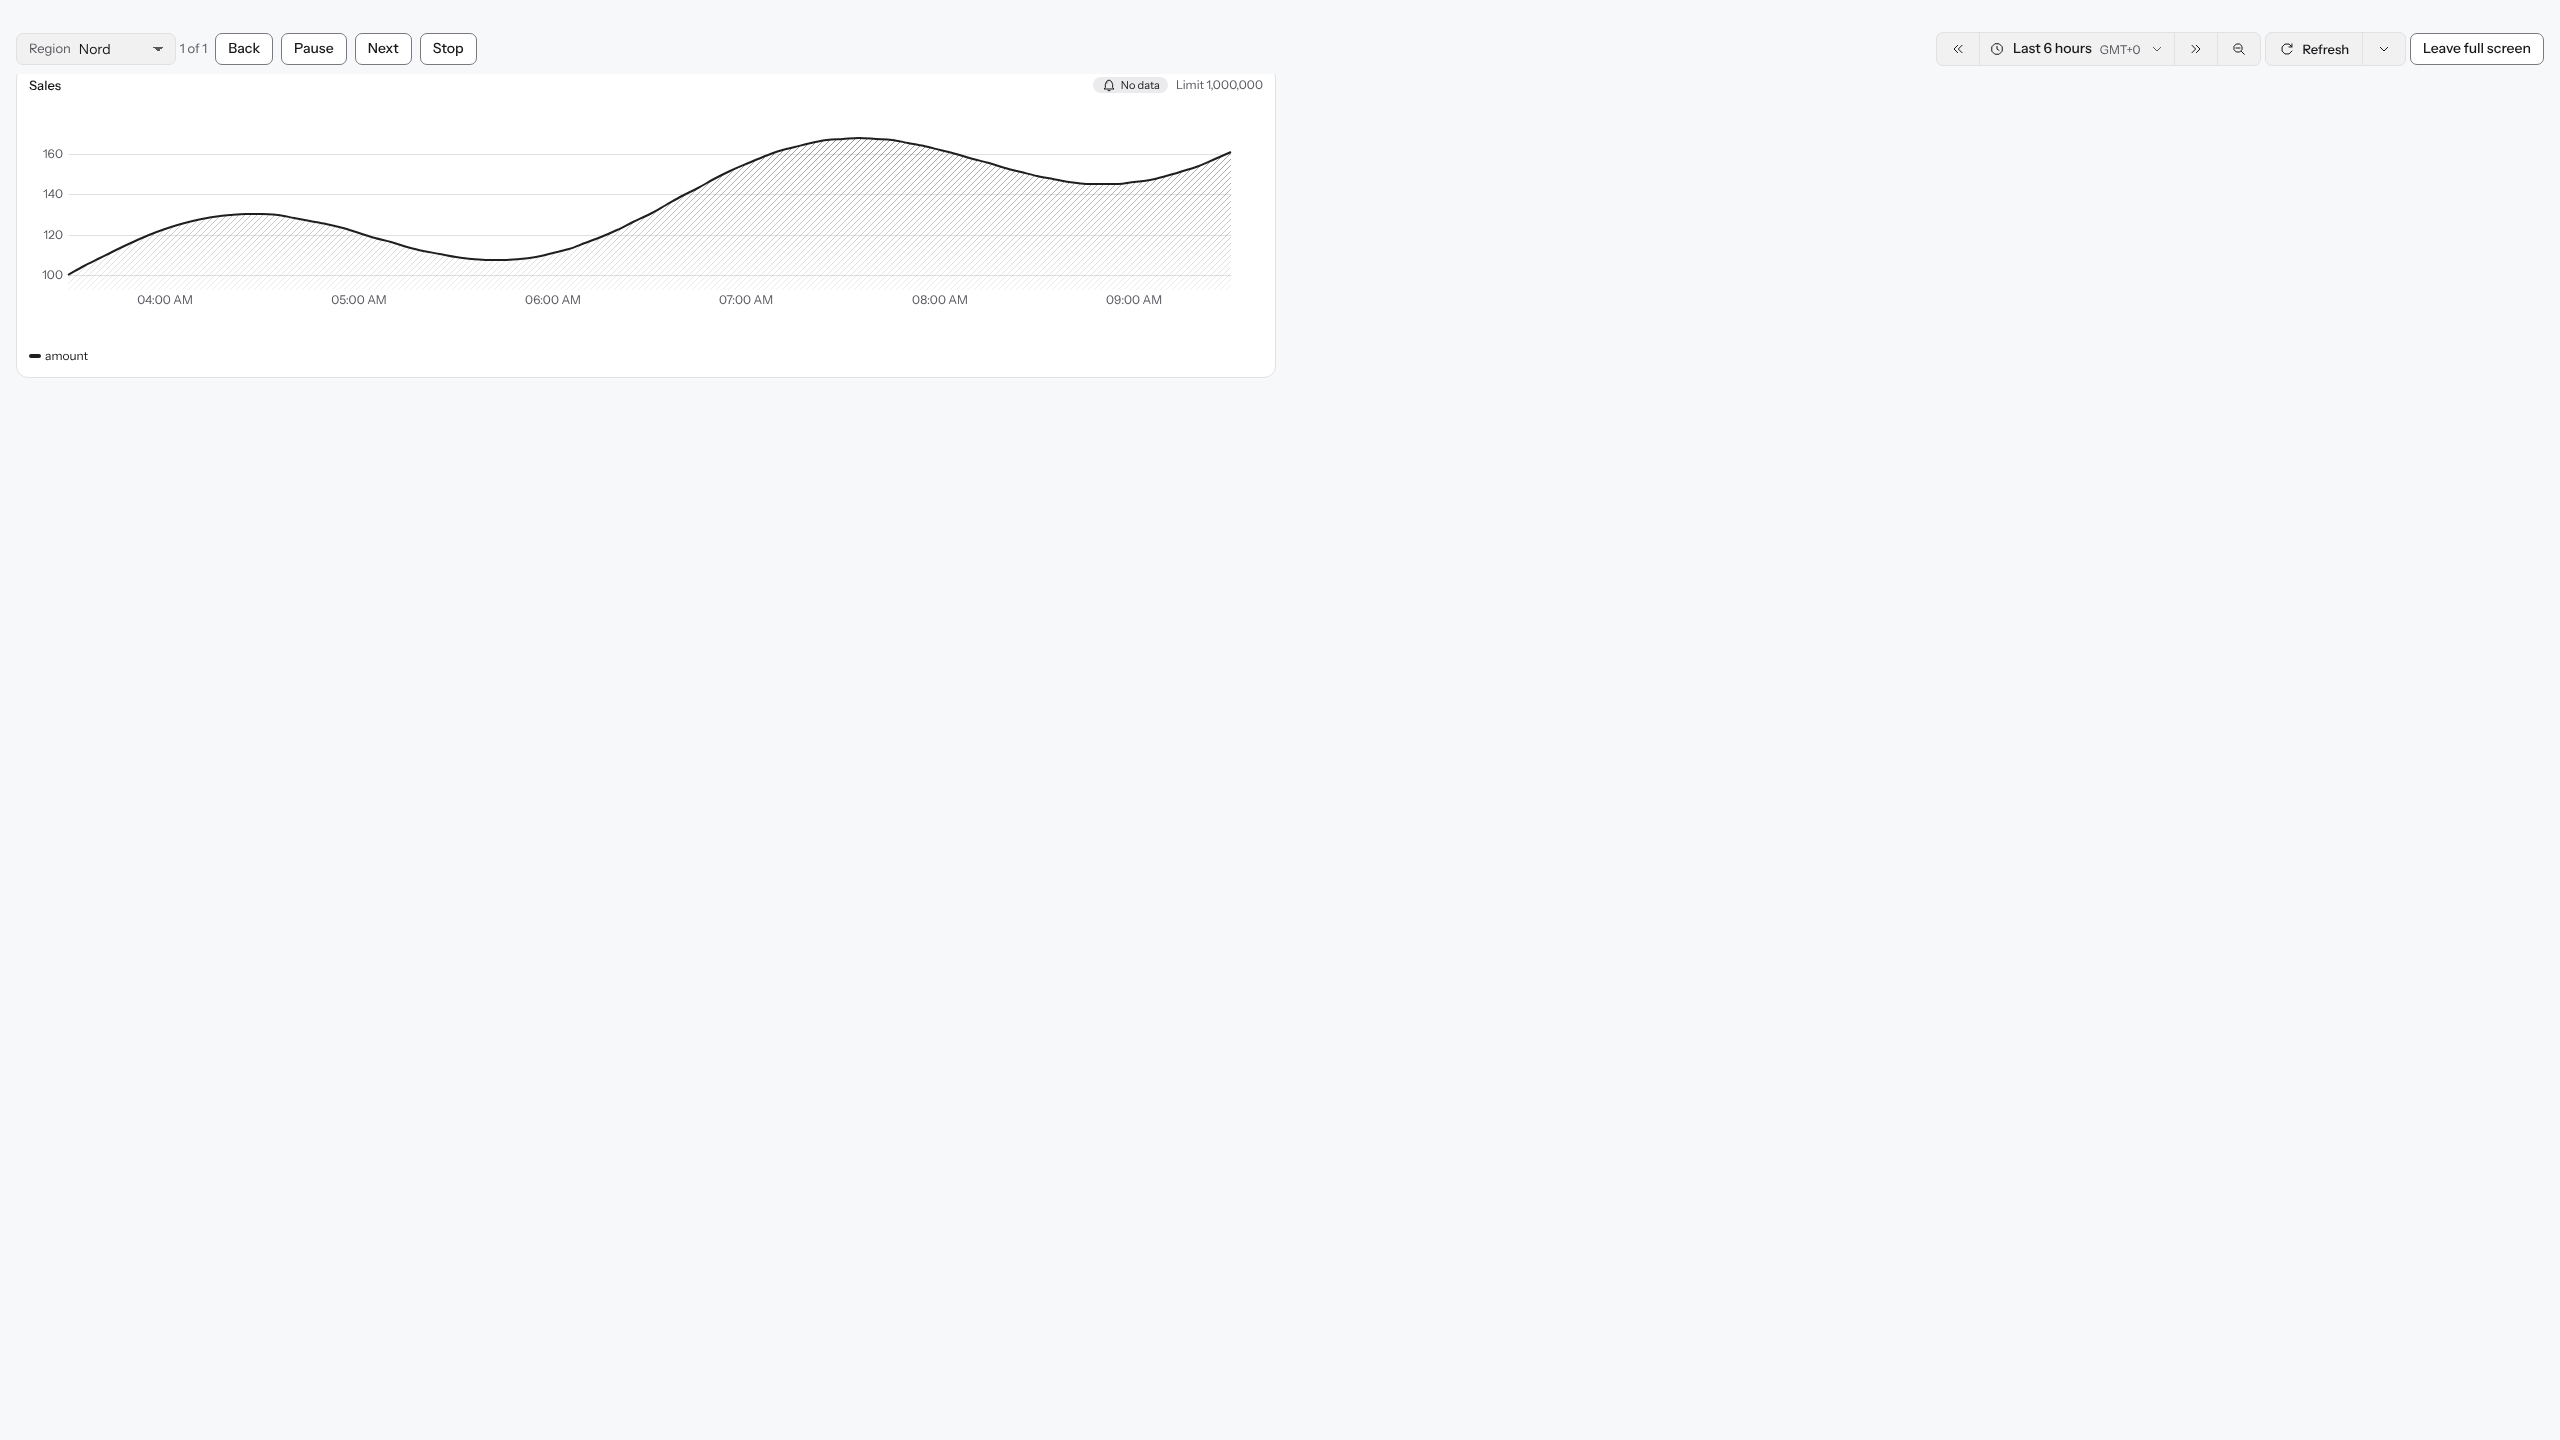 Region Nord 1 of 1 Back Pause Next Stop Last 6 hours GMT+0 Refresh Leave full screen
Sales No data Limit 1,000,000
160
140
120
100
04:00 AM 05:00 AM 06:00 AM 07:00 AM 08:00 AM 09:00 AM
amount